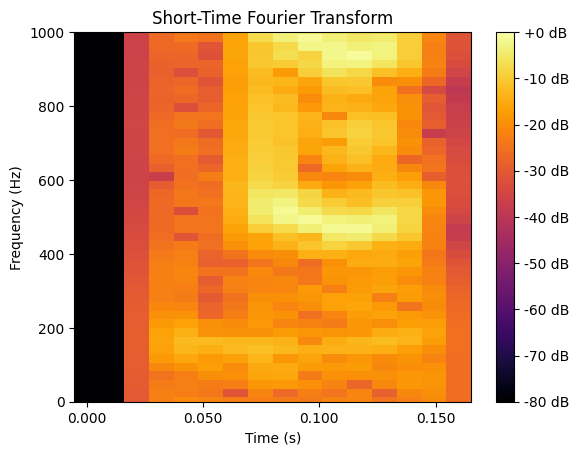 Short-Time Fourier Transform
1000
800
600
400
200
0
Frequency (Hz)
0.000
0.050
0.100
0.150
Time (s)
+0 dB
-10 dB
-20 dB
-30 dB
-40 dB
-50 dB
-60 dB
-70 dB
-80 dB